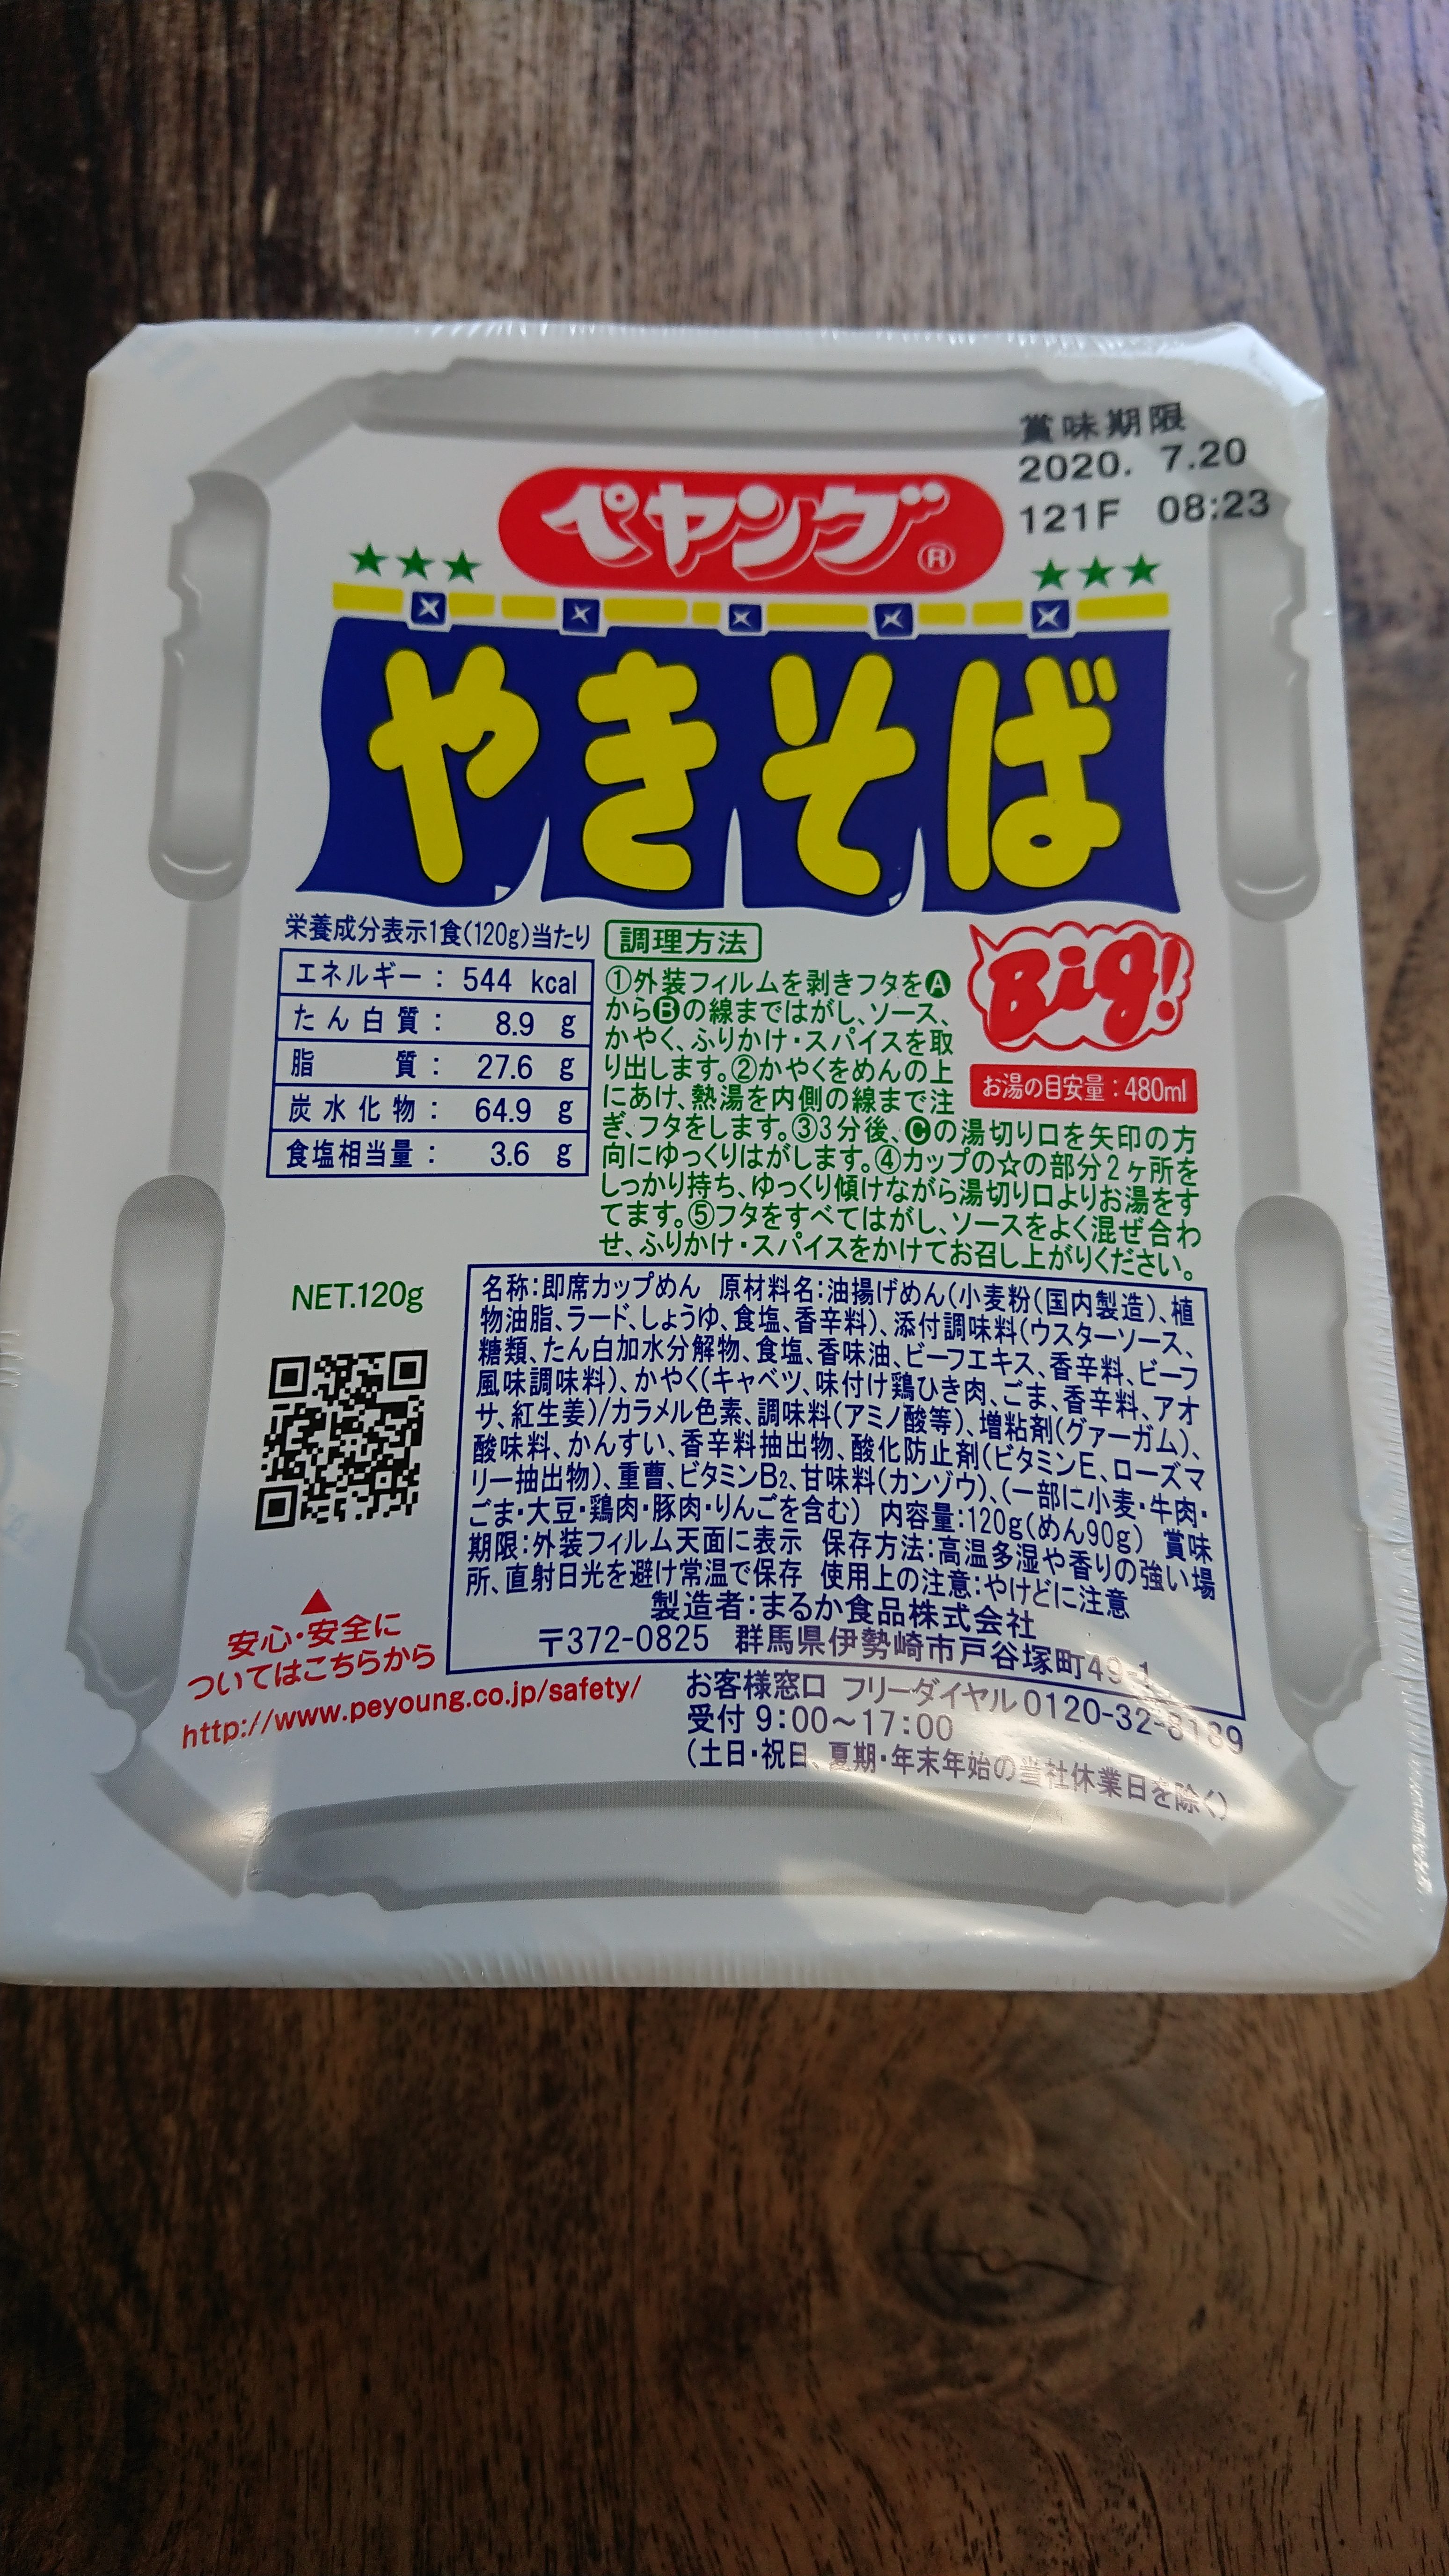 賞味期限
2020. 7.20
121F 08:23
ペヤング®
★★★ ★★★
やきそば
栄養成分表示1食(120g)当たり
エネルギー: 544 kcal
たん白質: 8.9 g
脂質: 27.6 g
炭水化物: 64.9 g
食塩相当量: 3.6 g
調理方法
①外装フィルムを剥きフタをA
からBの線まではがし、ソース、
かやく、ふりかけ・スパイスを取
り出します。②かやくをめんの上
にあけ、熱湯を内側の線まで注
ぎ、フタをします。③3分後、Cの湯切り口を矢印の方
向にゆっくりはがします。④カップの☆の部分2ヶ所を
しっかり持ち、ゆっくり傾けながら湯切り口よりお湯をす
てます。⑤フタをすべてはがし、ソースをよく混ぜ合わ
せ、ふりかけ・スパイスをかけてお召し上がりください。
Big!
お湯の目安量:480ml
NET.120g
名称:即席カップめん 原材料名:油揚げめん(小麦粉(国内製造)、植
物油脂、ラード、しょうゆ、食塩、香辛料)、添付調味料(ウスターソース、
糖類、たん白加水分解物、食塩、香味油、ビーフエキス、香辛料、ビーフ
風味調味料)、かやく(キャベツ、味付け鶏ひき肉、ごま、香辛料、アオ
サ、紅生姜)/カラメル色素、調味料(アミノ酸等)、増粘剤(グァーガム)、
酸味料、かんすい、香辛料抽出物、酸化防止剤(ビタミンE、ローズマ
リー抽出物)、重曹、ビタミンB2、甘味料(カンゾウ)、(一部に小麦・牛肉・
ごま・大豆・鶏肉・豚肉・りんごを含む) 内容量:120g(めん90g) 賞味
期限:外装フィルム天面に表示 保存方法:高温多湿や香りの強い場
所、直射日光を避け常温で保存 使用上の注意:やけどに注意
製造者:まるか食品株式会社
〒372-0825 群馬県伊勢崎市戸谷塚町49-1
▲
安心・安全に
ついてはこちらから
http://www.peyoung.co.jp/safety/
お客様窓口 フリーダイヤル0120-32-8189
受付 9:00〜17:00
(土日・祝日、夏期・年末年始の当社休業日を除く)